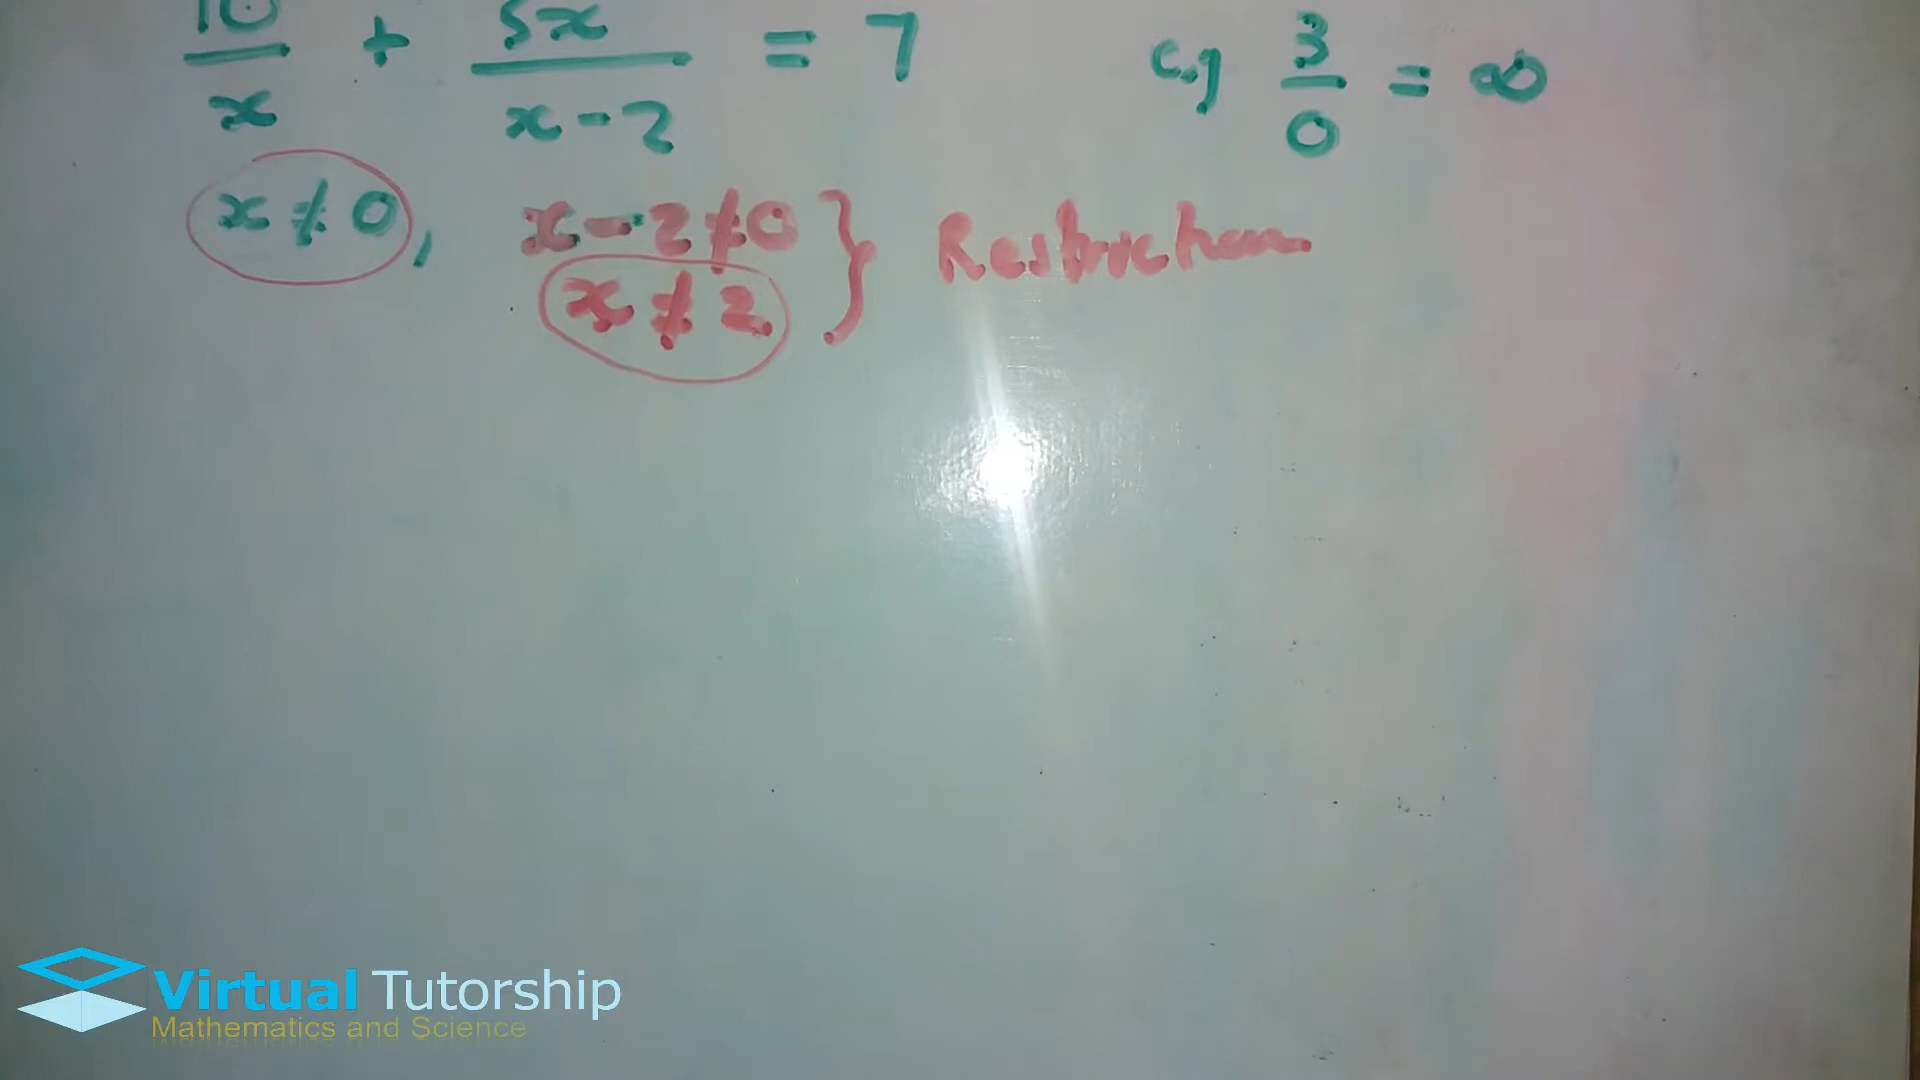 10/x + 5x/x-2 = 7
e.g 3/0 = ∞
x ≠ 0, x-2≠0 } Restriction
x ≠ 2
Virtual Tutorship
Mathematics and Science